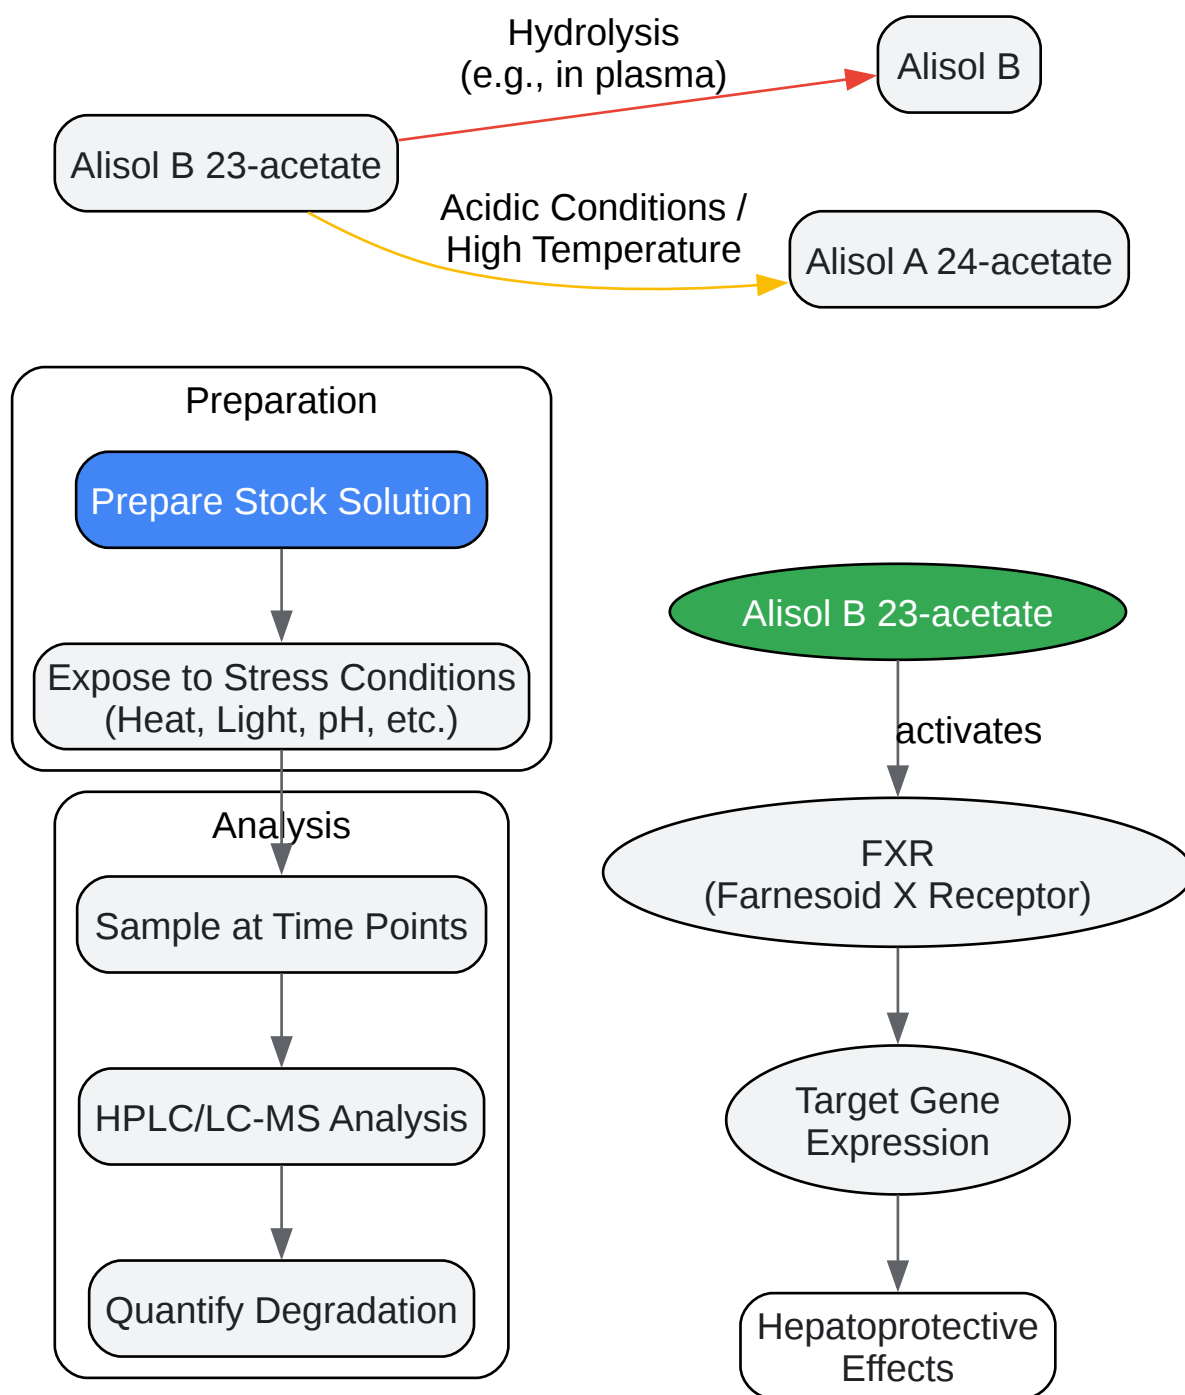 Hydrolysis
(e.g., in plasma)
Alisol B
Alisol B 23-acetate
Acidic Conditions /
High Temperature
Alisol A 24-acetate
Preparation
Prepare Stock Solution
Expose to Stress Conditions
(Heat, Light, pH, etc.)
Analysis
Sample at Time Points
HPLC/LC-MS Analysis
Quantify Degradation
Alisol B 23-acetate
activates
FXR
(Farnesoid X Receptor)
Target Gene
Expression
Hepatoprotective
Effects